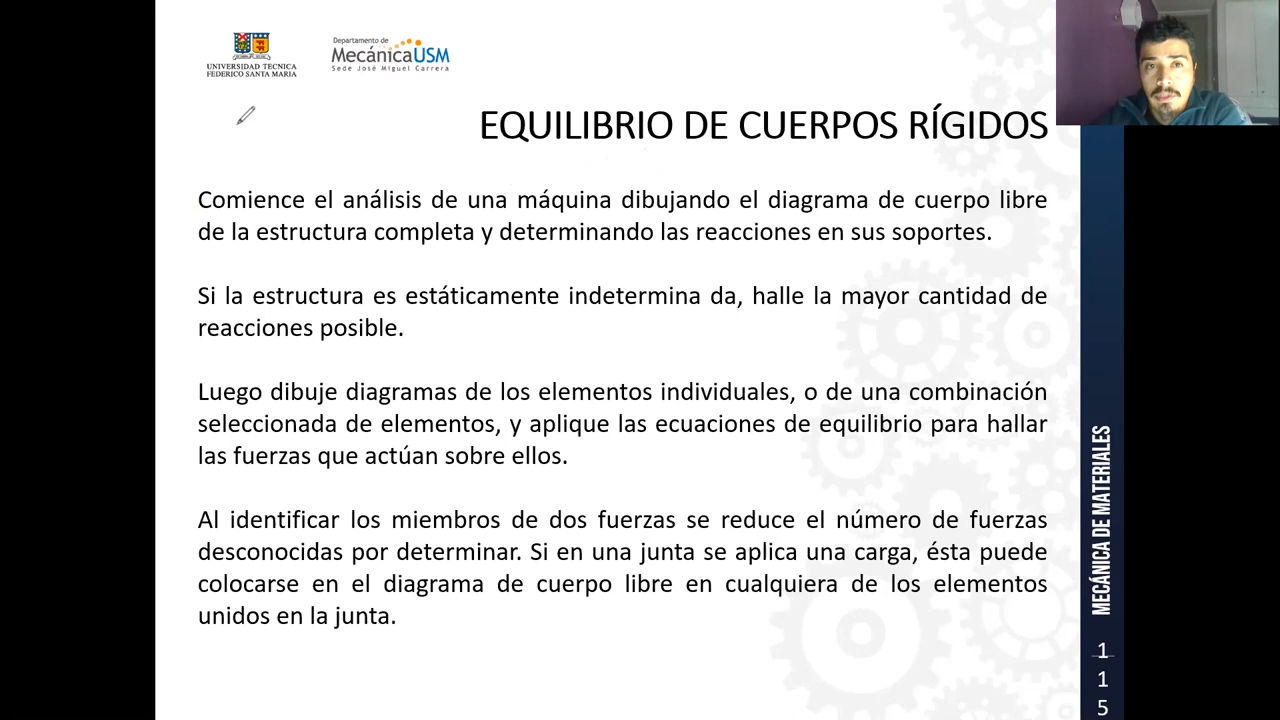 UNIVERSIDAD TECNICA
FEDERICO SANTA MARIA
Departamento de
MecánicaUSM
Sede José Miguel Carrera
EQUILIBRIO DE CUERPOS RÍGIDOS
Comience el análisis de una máquina dibujando el diagrama de cuerpo libre
de la estructura completa y determinando las reacciones en sus soportes.
Si la estructura es estáticamente indetermina da, halle la mayor cantidad de
reacciones posible.
Luego dibuje diagramas de los elementos individuales, o de una combinación
seleccionada de elementos, y aplique las ecuaciones de equilibrio para hallar
las fuerzas que actúan sobre ellos.
Al identificar los miembros de dos fuerzas se reduce el número de fuerzas
desconocidas por determinar. Si en una junta se aplica una carga, ésta puede
colocarse en el diagrama de cuerpo libre en cualquiera de los elementos
unidos en la junta.
MECÁNICA DE MATERIALES
1
1
5